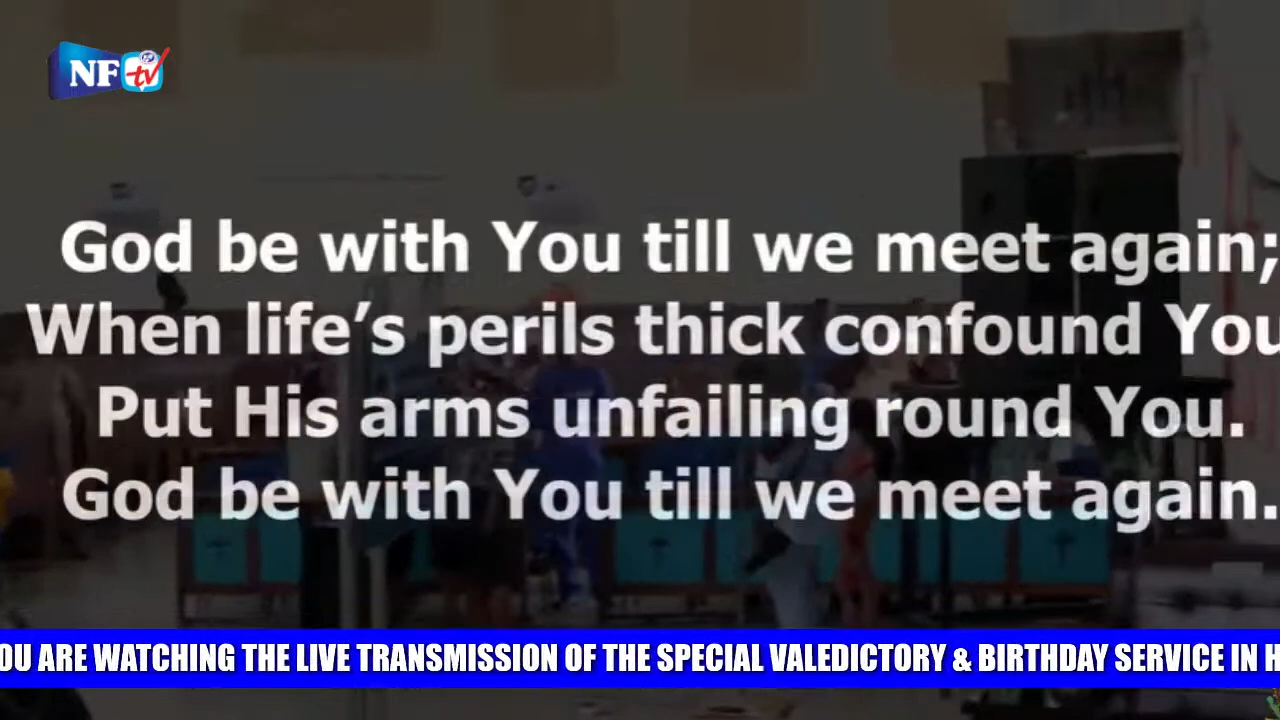 NF tv
God be with You till we meet again;
When life's perils thick confound You
Put His arms unfailing round You.
God be with You till we meet again.
OU ARE WATCHING THE LIVE TRANSMISSION OF THE SPECIAL VALEDICTORY & BIRTHDAY SERVICE IN H